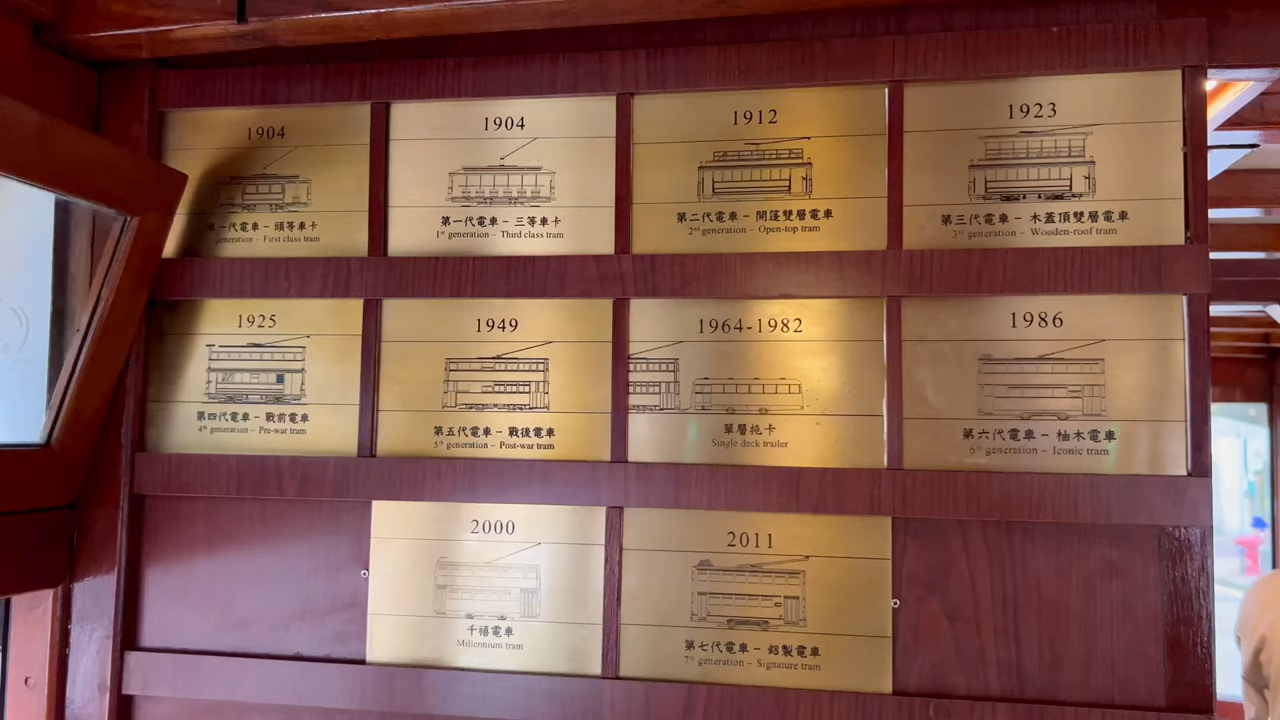 1904
第一代電車 – 頭等車卡
generation – First class tram
1904
第一代電車 – 三等車卡
1st generation – Third class tram
1912
第二代電車 – 開篷雙層電車
2nd generation – Open-top tram
1923
第三代電車 – 木蓋頂雙層電車
3rd generation – Wooden-roof tram
1925
第四代電車 – 戰前電車
4th generation – Pre-war tram
1949
第五代電車 – 戰後電車
5th generation – Post-war tram
1964-1982
單層拖卡
Single deck trailer
1986
第六代電車 – 柚木電車
6th generation – Iconic tram
2000
千禧電車
Millennium tram
2011
第七代電車 – 鋁製電車
7th generation – Signature tram